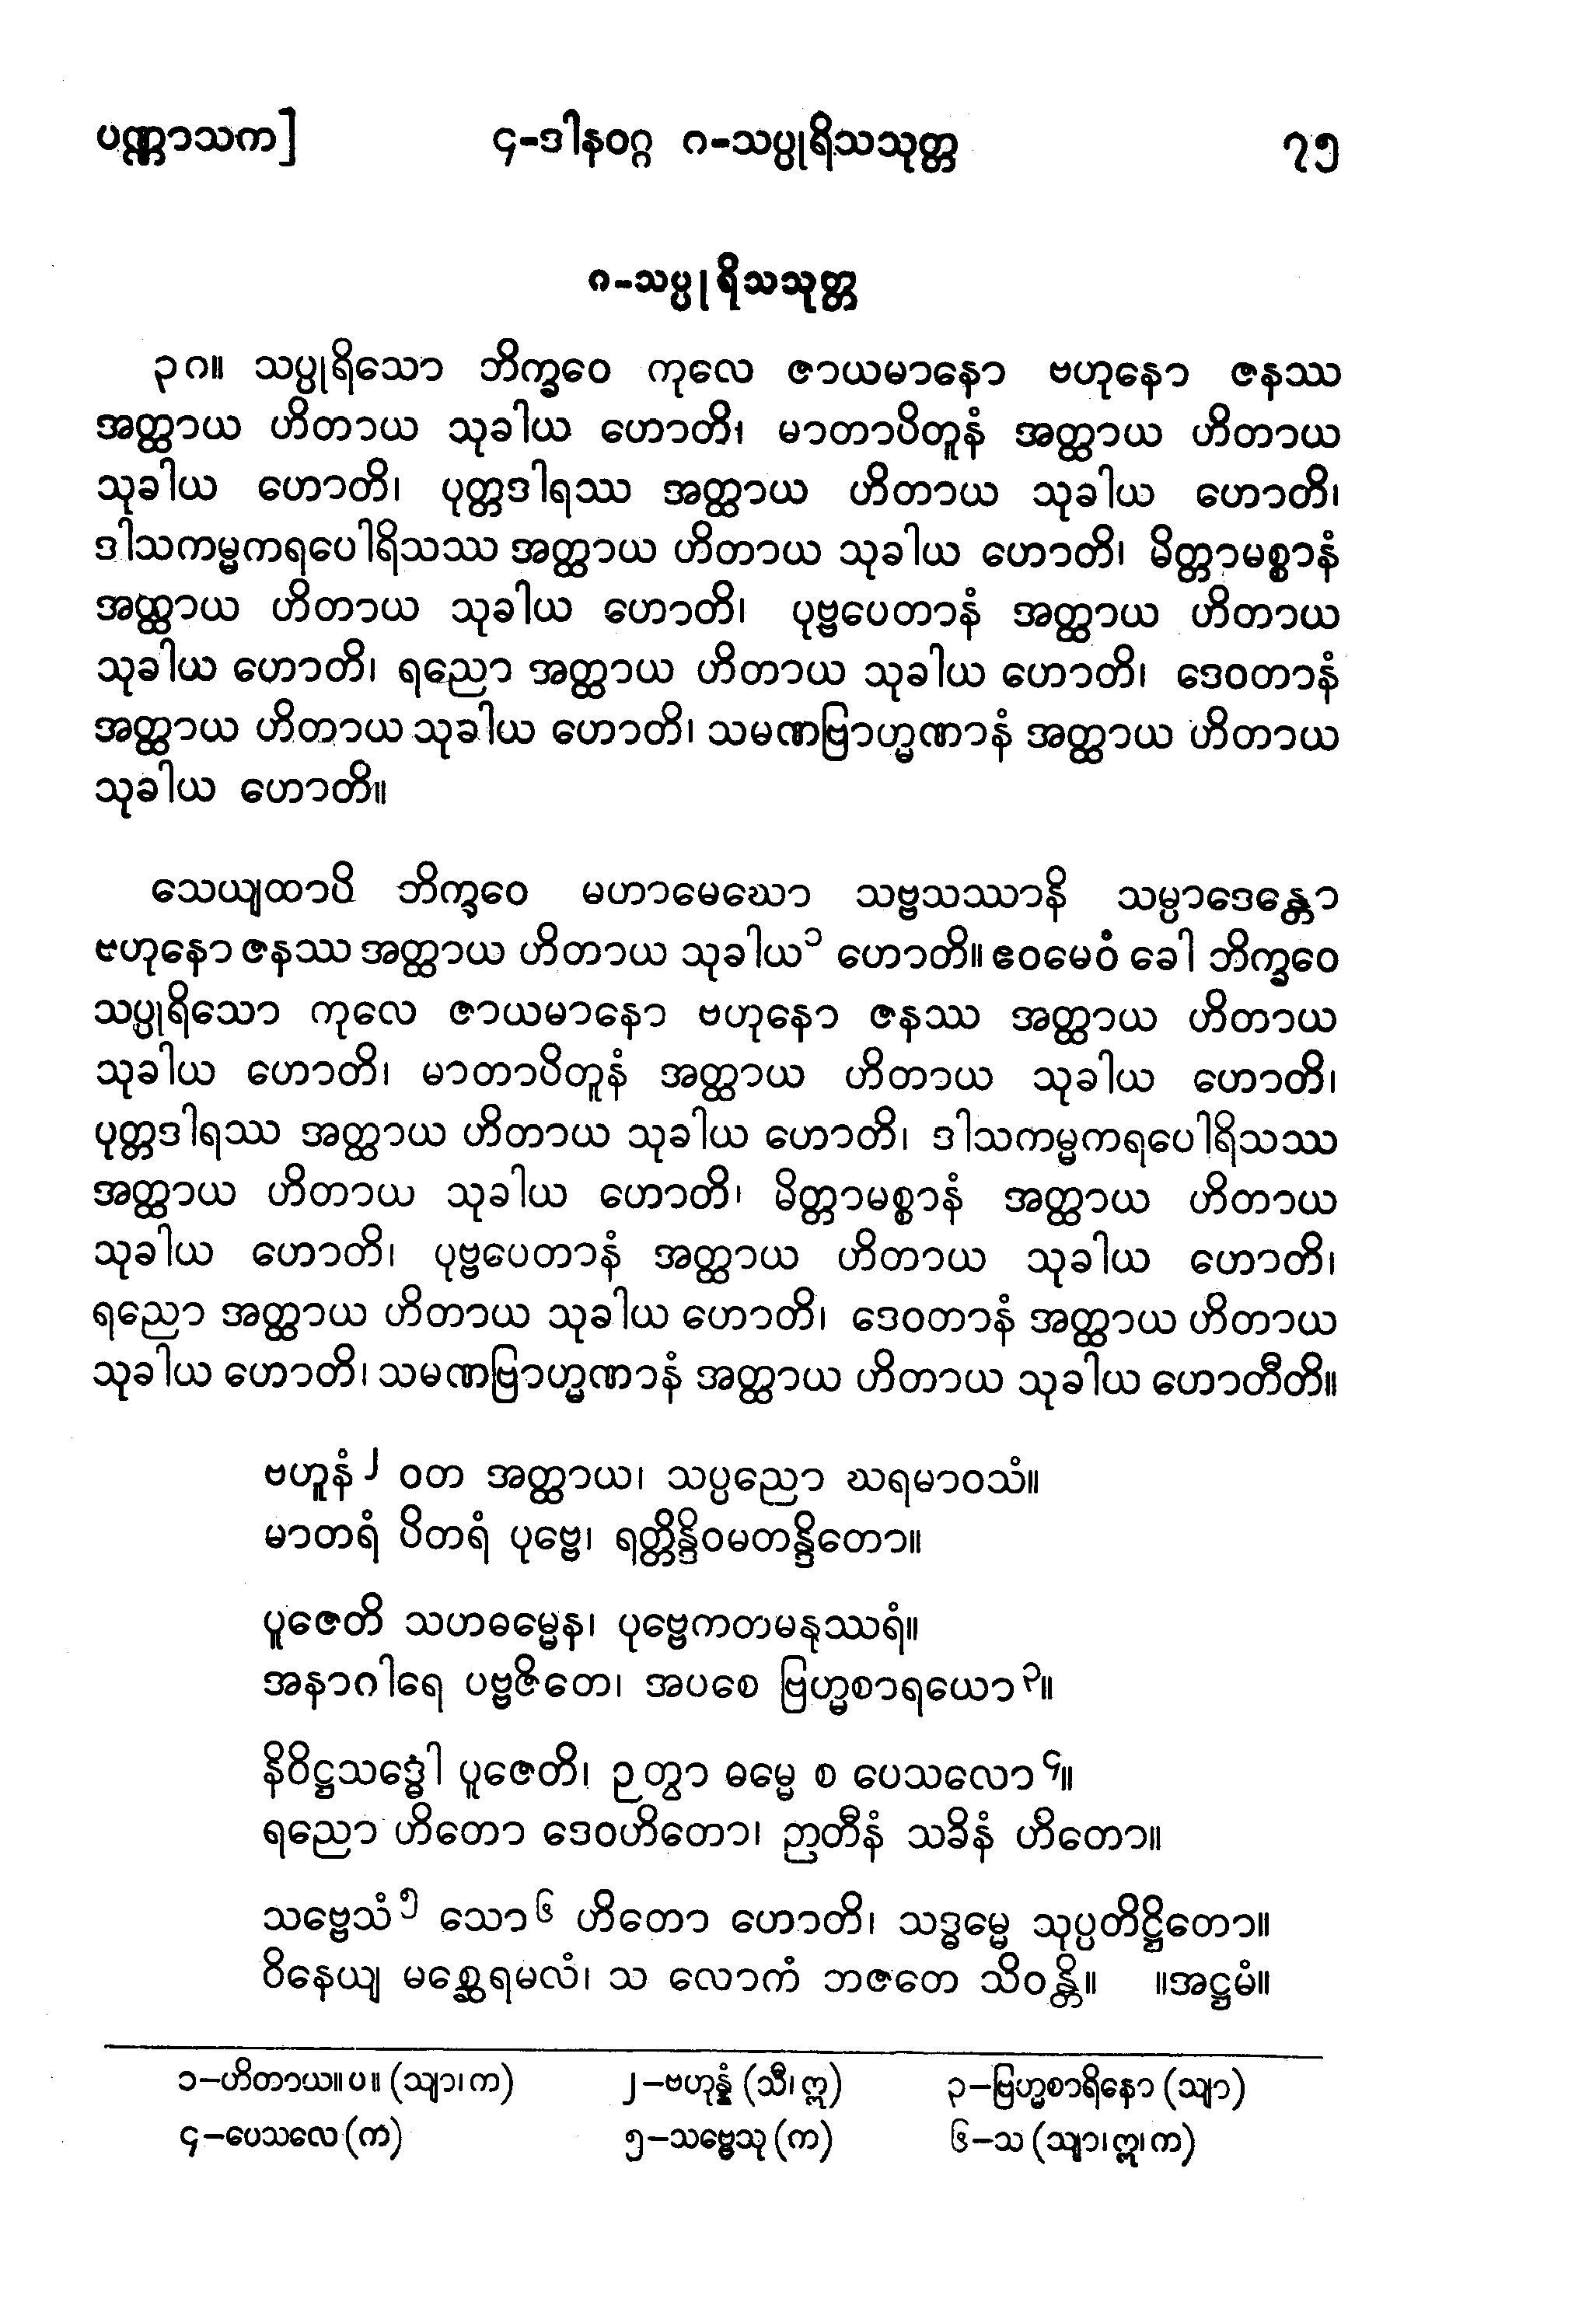 ပဏ္ဏာသက]	၄-ဒါနဝဂ္ဂ ၈-သပ္ပုရိသသုတ္တ	၇၅
၈-သပ္ပုရိသသုတ္တ
၃၈။ သပ္ပုရိသော ဘိက္ခဝေ ကုလေ ဇာယမာနော ဗဟုနော ဇနဿ
အတ္ထာယ ဟိတာယ သုခါယ ဟောတိ၊ မာတာပိတူနံ အတ္ထာယ ဟိတာယ
သုခါယ ဟောတိ၊ ပုတ္တဒါရဿ အတ္ထာယ ဟိတာယ သုခါယ ဟောတိ၊
ဒါသကမ္မကရပေါရိသဿ အတ္ထာယ ဟိတာယ သုခါယ ဟောတိ၊ မိတ္တာမစ္စာနံ
အတ္ထာယ ဟိတာယ သုခါယ ဟောတိ၊ ပုဗ္ဗပေတာနံ အတ္ထာယ ဟိတာယ
သုခါယ ဟောတိ၊ ရညော အတ္ထာယ ဟိတာယ သုခါယ ဟောတိ၊ ဒေဝတာနံ
အတ္ထာယ ဟိတာယ သုခါယ ဟောတိ၊ သမဏဗြာဟ္မဏာနံ အတ္ထာယ ဟိတာယ
သုခါယ ဟောတိ။
သေယျထာပိ ဘိက္ခဝေ မဟာမေဃော သဗ္ဗသဿာနိ သမ္ပာဒေန္တော
ဗဟုနော ဇနဿ အတ္ထာယ ဟိတာယ သုခါယ၁ ဟောတိ။ ဧဝမေဝံ ခေါ ဘိက္ခဝေ
သပ္ပုရိသော ကုလေ ဇာယမာနော ဗဟုနော ဇနဿ အတ္ထာယ ဟိတာယ
သုခါယ ဟောတိ၊ မာတာပိတူနံ အတ္ထာယ ဟိတာယ သုခါယ ဟောတိ၊
ပုတ္တဒါရဿ အတ္ထာယ ဟိတာယ သုခါယ ဟောတိ၊ ဒါသကမ္မကရပေါရိသဿ
အတ္ထာယ ဟိတာယ သုခါယ ဟောတိ၊ မိတ္တာမစ္စာနံ အတ္ထာယ ဟိတာယ
သုခါယ ဟောတိ၊ ပုဗ္ဗပေတာနံ အတ္ထာယ ဟိတာယ သုခါယ ဟောတိ၊
ရညော အတ္ထာယ ဟိတာယ သုခါယ ဟောတိ၊ ဒေဝတာနံ အတ္ထာယ ဟိတာယ
သုခါယ ဟောတိ၊ သမဏဗြာဟ္မဏာနံ အတ္ထာယ ဟိတာယ သုခါယ ဟောတီတိ။
ဗဟူနံ၂ ဝတ အတ္ထာယ၊ သပ္ပညော ဃရမာဝသံ။
မာတရံ ပိတရံ ပုဗ္ဗေ၊ ရတ္တိန္ဒိဝမတန္ဒိတော။
ပူဇေတိ သဟဓမ္မေန၊ ပုဗ္ဗေကတမနုဿရံ။
အနာဂါရေ ပဗ္ဗဇိတေ၊ အပစေ ဗြဟ္မစာရယော၃။
နိဝိဋ္ဌသဒ္ဓေါ ပူဇေတိ၊ ဉတွာ ဓမ္မေ စ ပေသလော၄။
ရညော ဟိတော ဒေဝဟိတော၊ ဉာတီနံ သခိနံ ဟိတော။
သဗ္ဗေသံ၅ သော၆ ဟိတော ဟောတိ၊ သဒ္ဓမ္မေ သုပ္ပတိဋ္ဌိတော။
ဝိနေယျ မစ္ဆေရမလံ၊ သ လောကံ ဘဇတေ သိဝန္တိ။ ။အဋ္ဌမံ။
၁-ဟိတာယ။ပ။ (သျာ၊က)	၂-ဗဟုန္နံ (သီ၊ဣ)	၃-ဗြဟ္မစာရိနော (သျာ)
၄-ပေသလေ (က)	၅-သဗ္ဗေသု (က)	၆-သ (သျာ၊ဣ၊က)